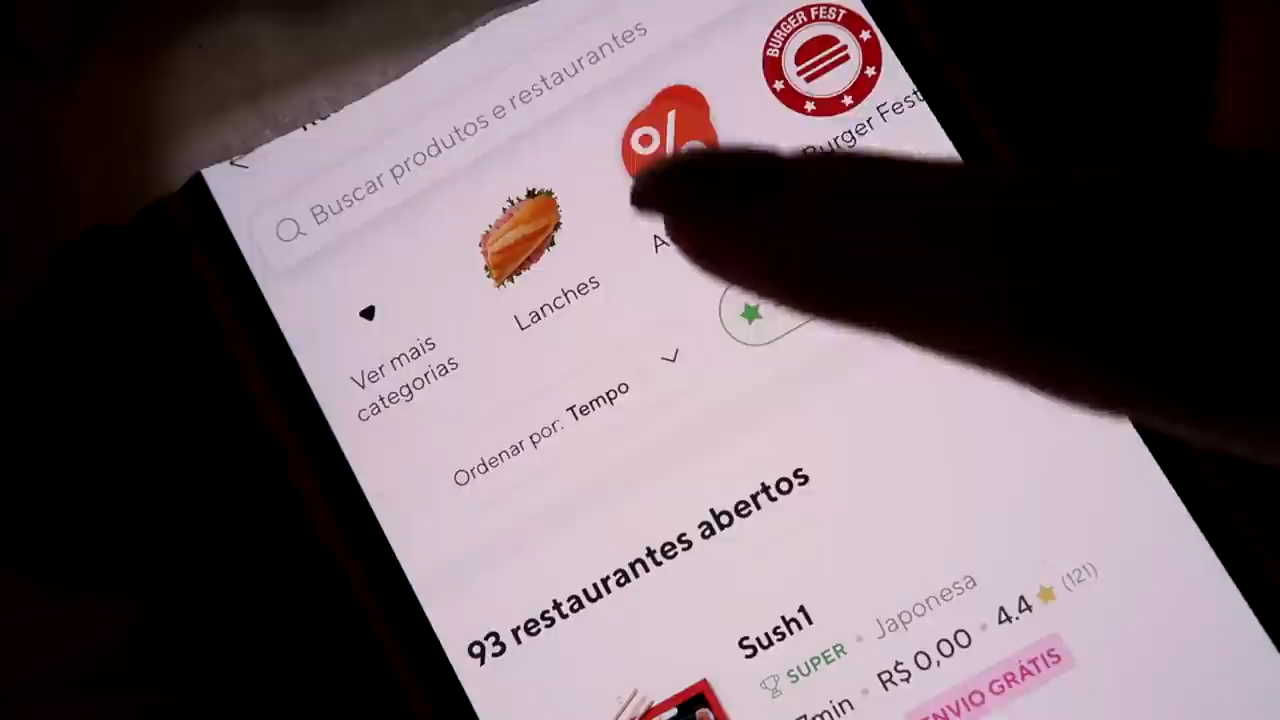 Buscar produtos e restaurantes
BURGER FEST
%
Burger Fest
Lanches
Ver mais
categorias
Ordenar por: Tempo
93 restaurantes abertos
Sush1
SUPER • Japonesa
R$ 0,00 • 4.4 (121)
ENVIO GRÁTIS